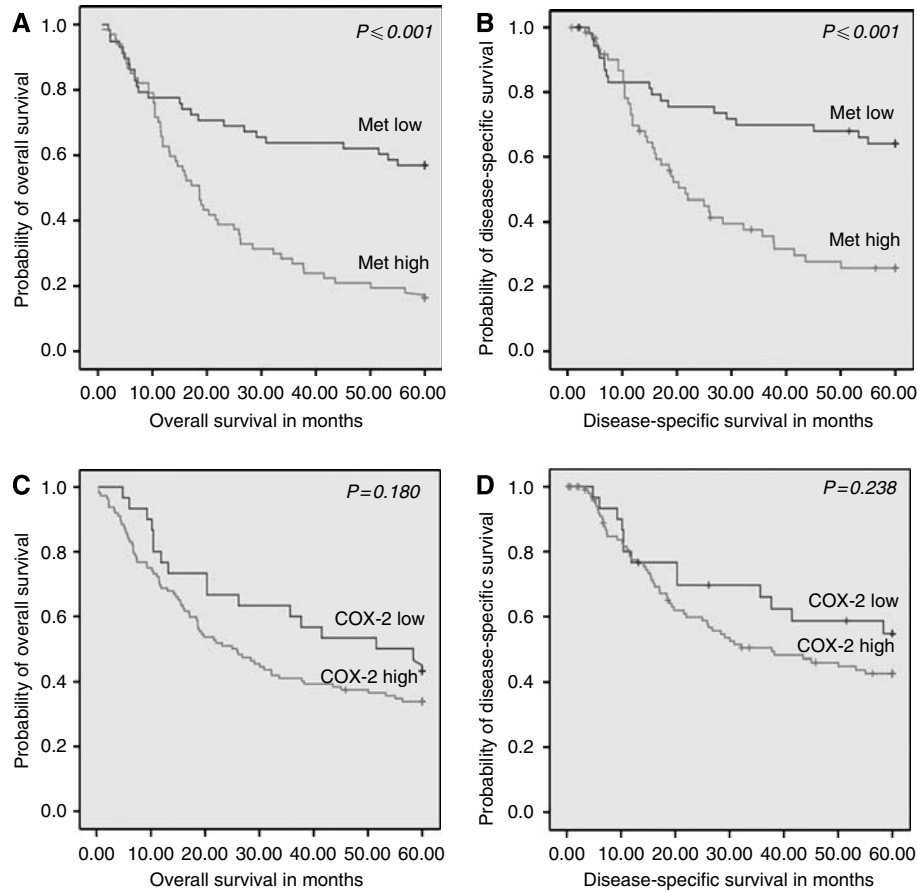 A
P⩽0.001
Probability of overall survival
1.0
0.8
0.6
0.4
0.2
0.0
Met low
Met high
0.00 10.00 20.00 30.00 40.00 50.00 60.00
Overall survival in months
B
P⩽0.001
Probability of disease-specific survival
1.0
0.8
0.6
0.4
0.2
0.0
Met low
Met high
0.00 10.00 20.00 30.00 40.00 50.00 60.00
Disease-specific survival in months
C
P=0.180
Probability of overall survival
1.0
0.8
0.6
0.4
0.2
0.0
COX-2 low
COX-2 high
0.00 10.00 20.00 30.00 40.00 50.00 60.00
Overall survival in months
D
P=0.238
Probability of disease-specific survival
1.0
0.8
0.6
0.4
0.2
0.0
COX-2 low
COX-2 high
0.00 10.00 20.00 30.00 40.00 50.00 60.00
Disease-specific survival in months